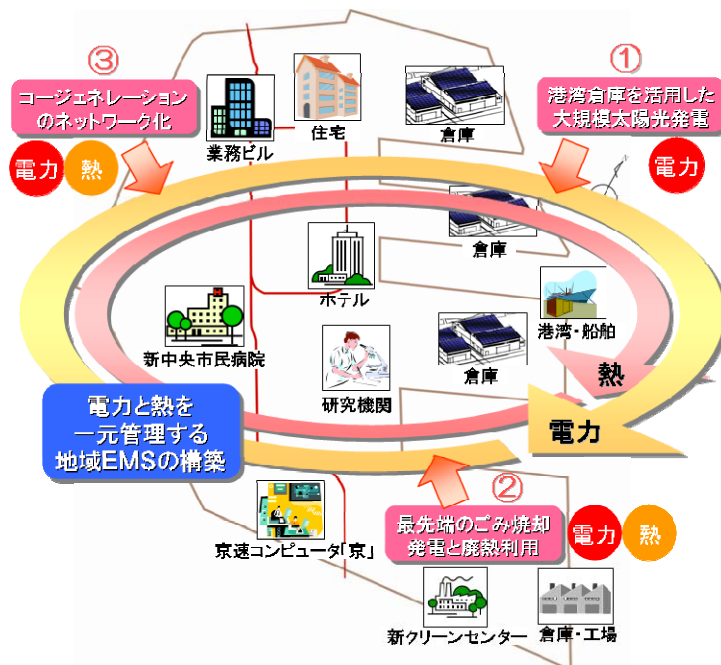 ③
コージェネレーション
のネットワーク化
電力
熱
業務ビル
住宅
倉庫
①
港湾倉庫を活用した
大規模太陽光発電
電力
倉庫
ホテル
新中央市民病院
研究機関
倉庫
港湾・船舶
熱
電力
電力と熱を
一元管理する
地域EMSの構築
京速コンピュータ「京」
②
最先端のごみ焼却
発電と廃熱利用
電力
熱
新クリーンセンター
倉庫・工場